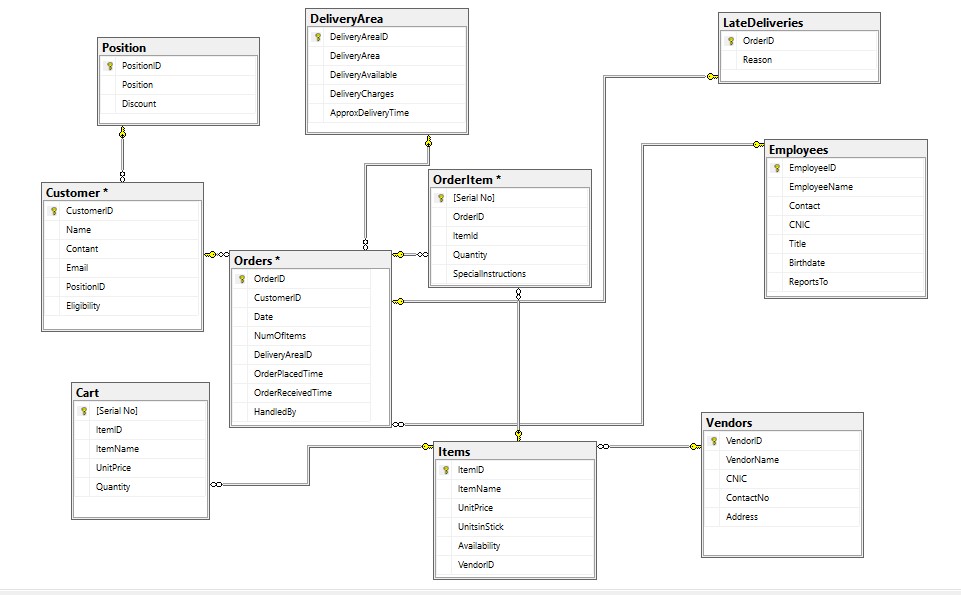 Position
PositionID
Position
Discount
DeliveryArea
DeliveryAreaID
DeliveryArea
DeliveryAvailable
DeliveryCharges
ApproxDeliveryTime
LateDeliveries
OrderID
Reason
Customer *
CustomerID
Name
Contant
Email
PositionID
Eligibility
OrderItem *
[Serial No]
OrderID
ItemId
Quantity
SpecialInstructions
Employees
EmployeeID
EmployeeName
Contact
CNIC
Title
Birthdate
ReportsTo
Orders *
OrderID
CustomerID
Date
NumOfItems
DeliveryAreaID
OrderPlacedTime
OrderReceivedTime
HandledBy
Cart
[Serial No]
ItemID
ItemName
UnitPrice
Quantity
Items
ItemID
ItemName
UnitPrice
UnitsinStick
Availability
VendorID
Vendors
VendorID
VendorName
CNIC
ContactNo
Address